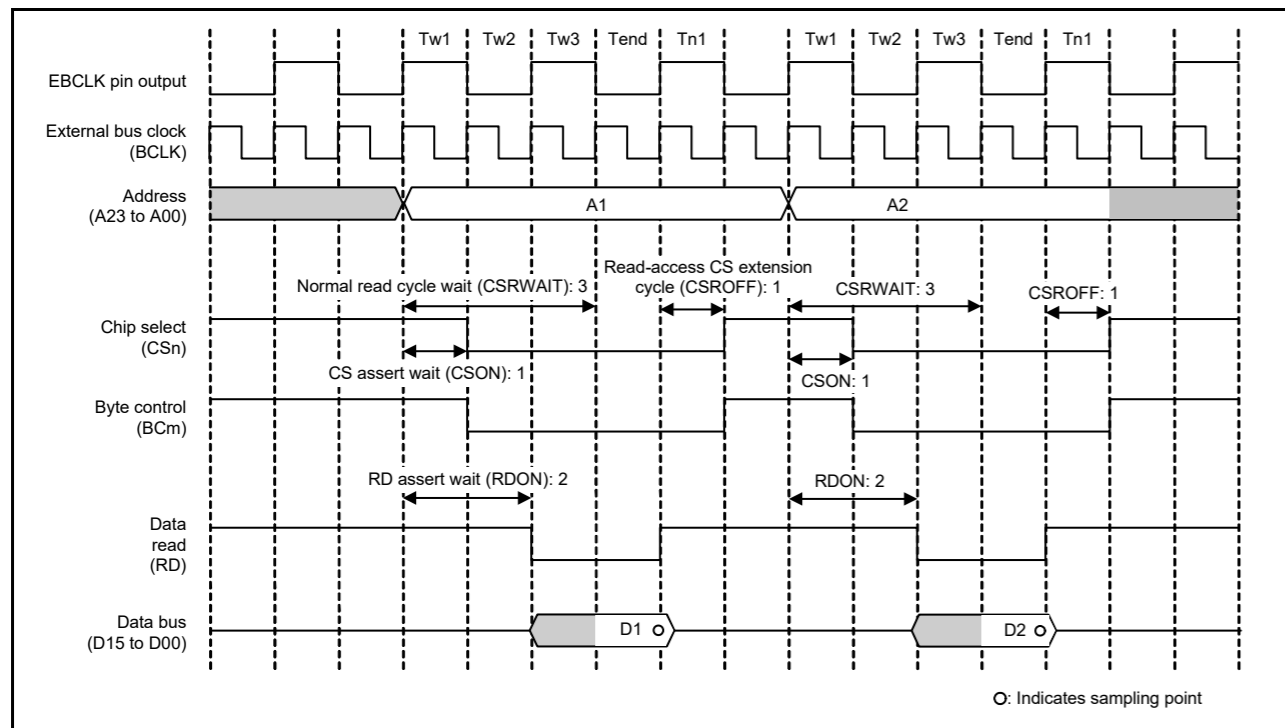 Tw1 Tw2 Tw3 Tend Tn1 Tw1 Tw2 Tw3 Tend Tn1
EBCLK pin output
External bus clock
(BCLK)
Address
(A23 to A00)
A1 A2
Normal read cycle wait (CSRWAIT): 3
Read-access CS extension
cycle (CSROFF): 1
CSRWAIT: 3
CSROFF: 1
Chip select
(CSn)
CS assert wait (CSON): 1
CSON: 1
Byte control
(BCm)
RD assert wait (RDON): 2
RDON: 2
Data
read
(RD)
Data bus
(D15 to D00)
D1 D2
O: Indicates sampling point